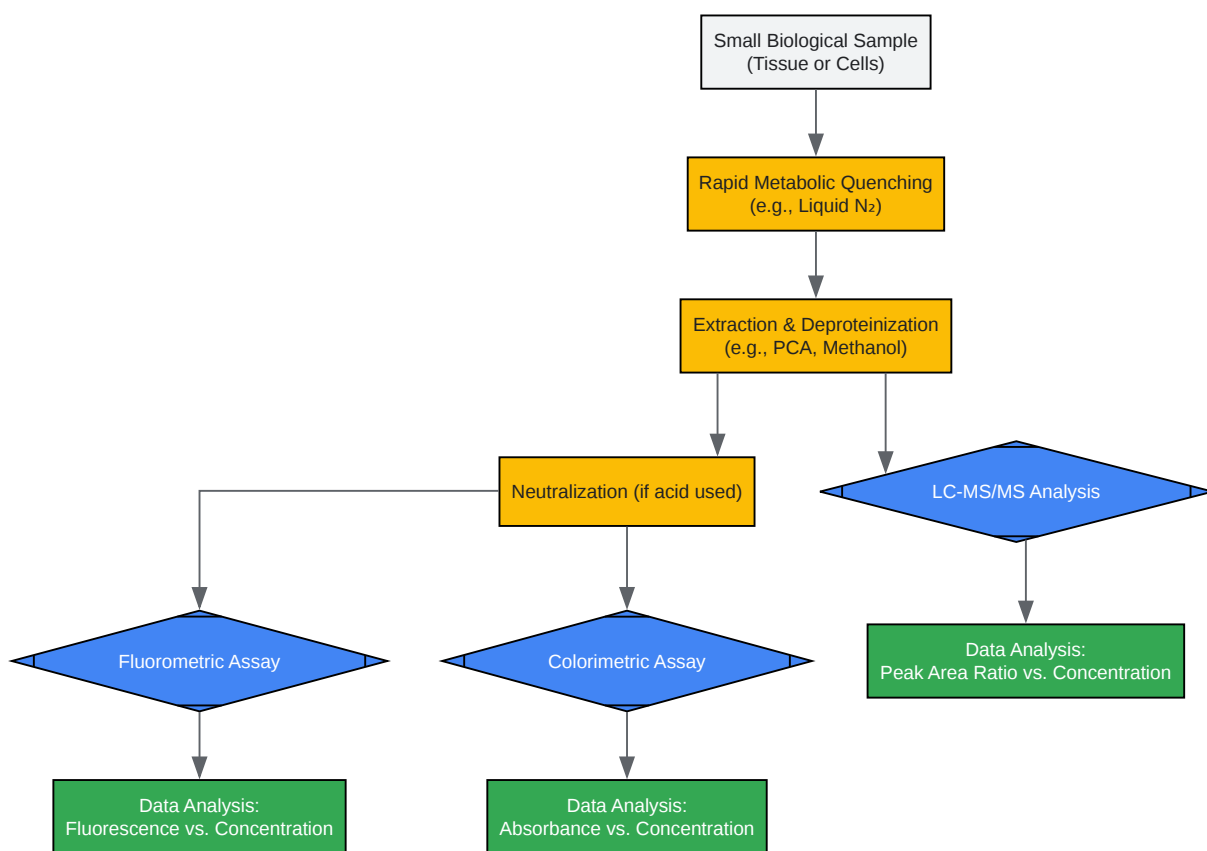 Small Biological Sample
(Tissue or Cells)
Rapid Metabolic Quenching
(e.g., Liquid N₂)
Extraction & Deproteinization
(e.g., PCA, Methanol)
Neutralization (if acid used)
LC-MS/MS Analysis
Fluorometric Assay
Colorimetric Assay
Data Analysis:
Peak Area Ratio vs. Concentration
Data Analysis:
Fluorescence vs. Concentration
Data Analysis:
Absorbance vs. Concentration